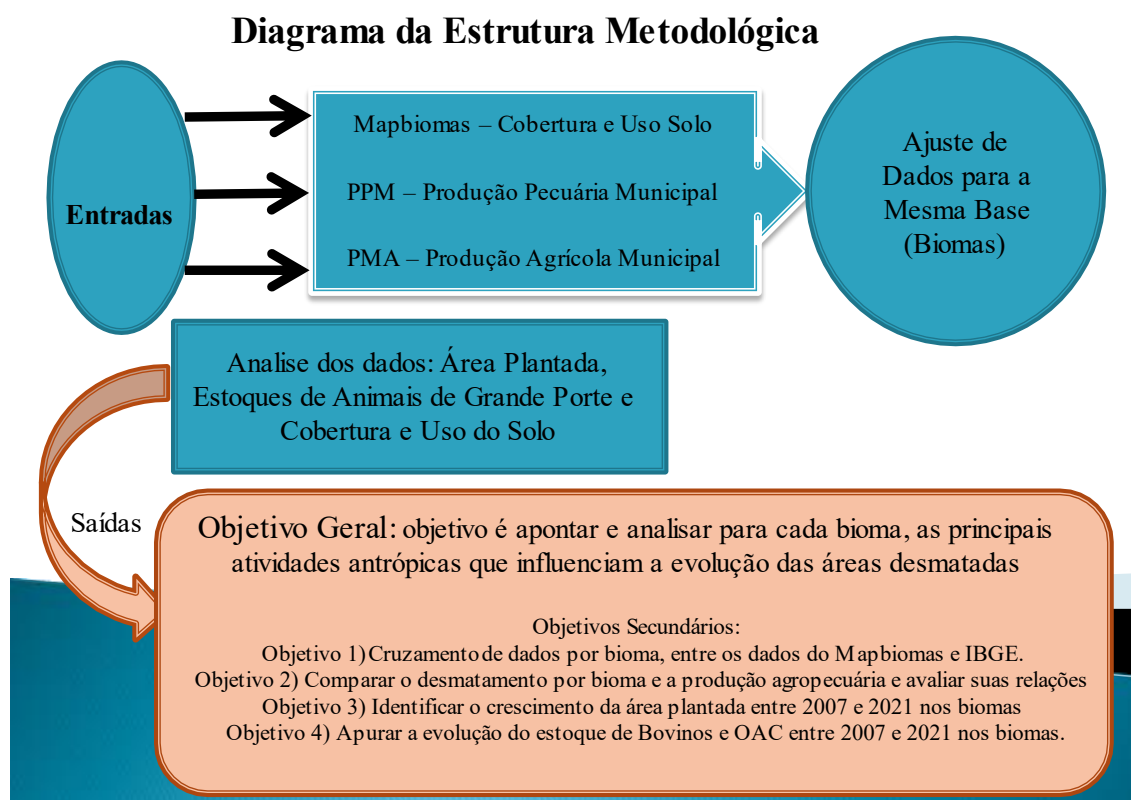 Diagrama da Estrutura Metodológica
Entradas
Mapbiomas – Cobertura e Uso Solo
PPM – Produção Pecuária Municipal
PMA – Produção Agrícola Municipal
Ajuste de
Dados para a
Mesma Base
(Biomas)
Analise dos dados: Área Plantada,
Estoques de Animais de Grande Porte e
Cobertura e Uso do Solo
Saídas
Objetivo Geral: objetivo é apontar e analisar para cada bioma, as principais
atividades antrópicas que influenciam a evolução das áreas desmatadas
Objetivos Secundários:
Objetivo 1) Cruzamento de dados por bioma, entre os dados do Mapbiomas e IBGE.
Objetivo 2) Comparar o desmatamento por bioma e a produção agropecuária e avaliar suas relações
Objetivo 3) Identificar o crescimento da área plantada entre 2007 e 2021 nos biomas
Objetivo 4) Apurar a evolução do estoque de Bovinos e OAC entre 2007 e 2021 nos biomas.